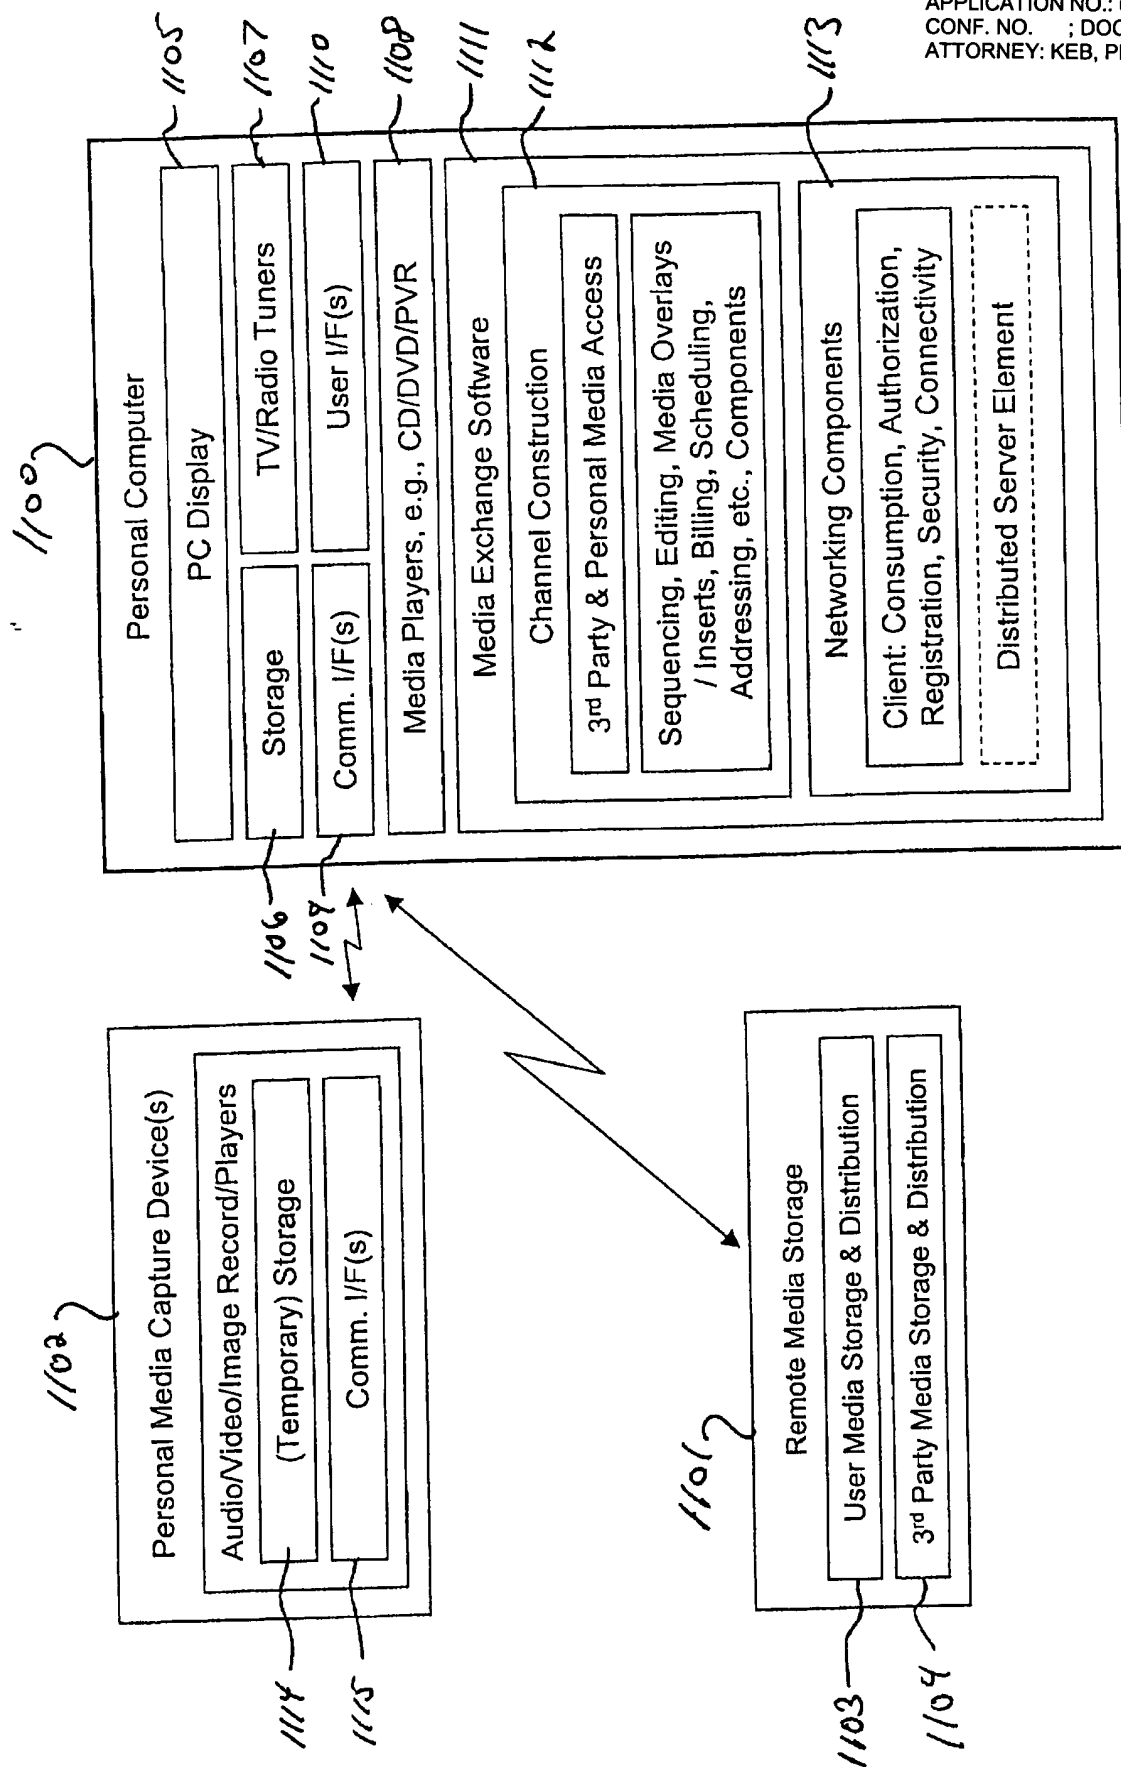 APPLICATION NO.:
CONF. NO. ; DOC
ATTORNEY: KEB, P
1100
Personal Computer
1105
PC Display
1106
Storage
1107
TV/Radio Tuners
1109
Comm. I/F(s)
1110
User I/F(s)
1108
Media Players, e.g., CD/DVD/PVR
1111
Media Exchange Software
1112
Channel Construction
3rd Party & Personal Media Access
Sequencing, Editing, Media Overlays
/ Inserts, Billing, Scheduling,
Addressing, etc., Components
1113
Networking Components
Client: Consumption, Authorization,
Registration, Security, Connectivity
Distributed Server Element
1102
Personal Media Capture Device(s)
Audio/Video/Image Record/Players
1114
(Temporary) Storage
1115
Comm. I/F(s)
1101
Remote Media Storage
1103
User Media Storage & Distribution
1104
3rd Party Media Storage & Distribution